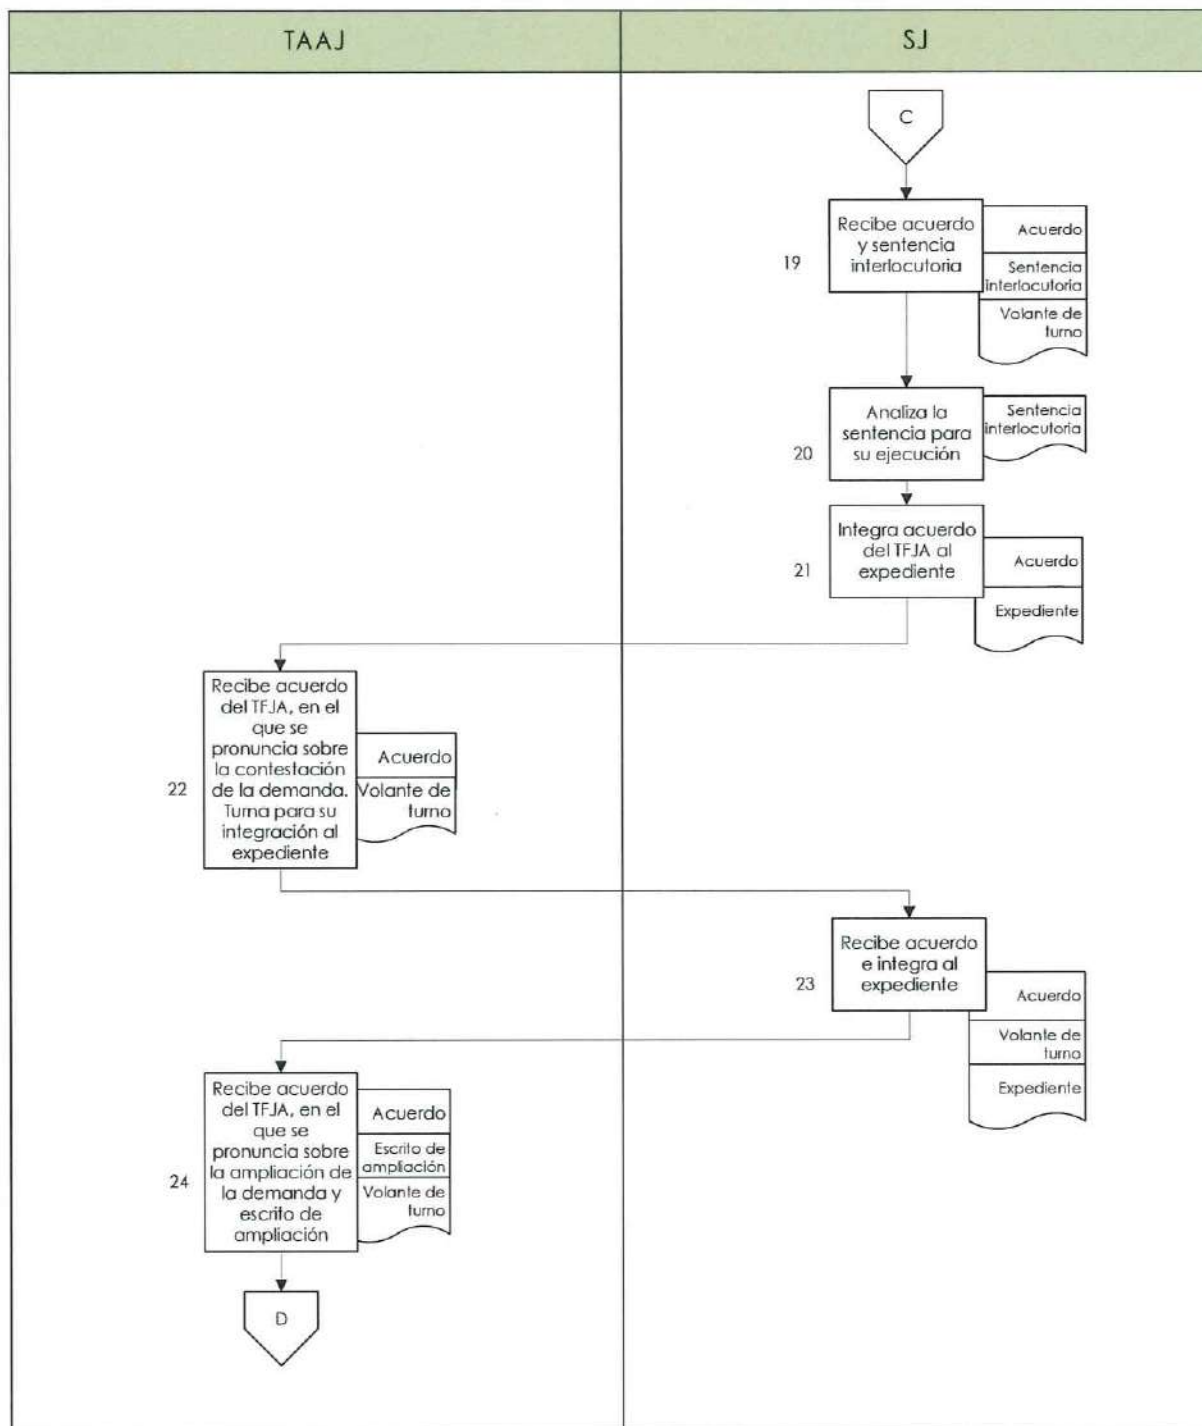 TAAJ
SJ
C
19
Recibe acuerdo
y sentencia
interlocutoria
Acuerdo
Sentencia
interlocutoria
Volante de
turno
20
Analiza la
sentencia para
su ejecución
Sentencia
interlocutoria
21
Integra acuerdo
del TFJA al
expediente
Acuerdo
Expediente
22
Recibe acuerdo
del TFJA, en el
que se
pronuncia sobre
la contestación
de la demanda.
Turna para su
integración al
expediente
Acuerdo
Volante de
turno
23
Recibe acuerdo
e integra al
expediente
Acuerdo
Volante de
turno
Expediente
24
Recibe acuerdo
del TFJA, en el
que se
pronuncia sobre
la ampliación de
la demanda y
escrito de
ampliación
Acuerdo
Escrito de
ampliación
Volante de
turno
D